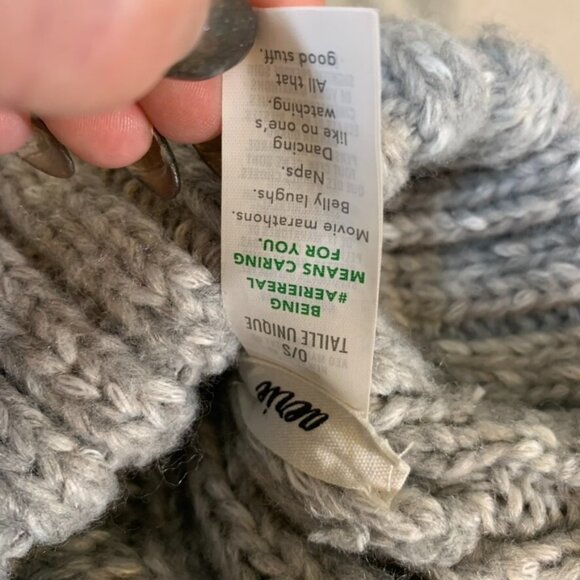 aerie
O/S
TAILLE UNIQUE
BEING
#AERIEREAL
MEANS CARING
FOR YOU.
Movie marathons.
Belly laughs.
Naps.
Dancing
like no one's
watching.
All that
good stuff.